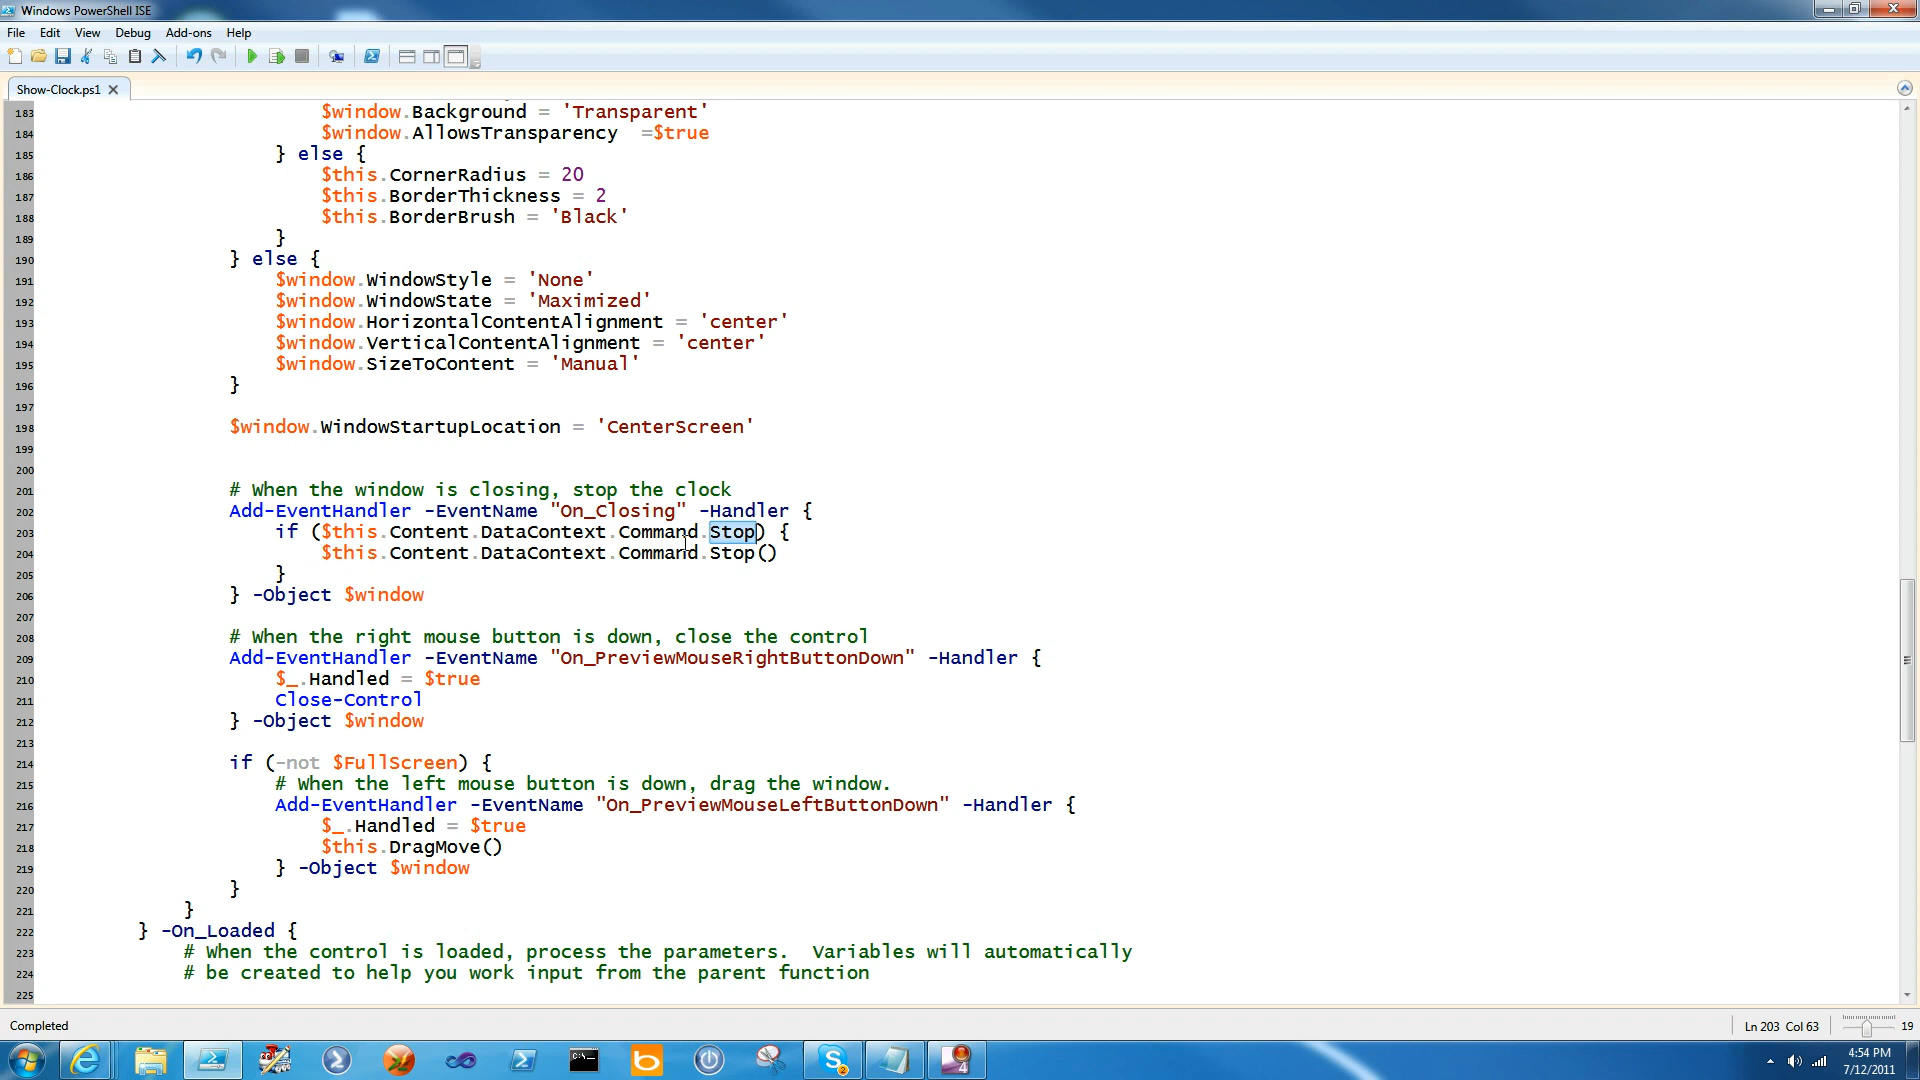 Windows PowerShell ISE
File Edit View Debug Add-ons Help
Show-Clock.ps1
183 $window.Background = 'Transparent'
184 $window.AllowsTransparency  =$true
185 } else {
186 $this.CornerRadius = 20
187 $this.BorderThickness = 2
188 $this.BorderBrush = 'Black'
189 }
190 } else {
191 $window.WindowStyle = 'None'
192 $window.WindowState = 'Maximized'
193 $window.HorizontalContentAlignment = 'center'
194 $window.VerticalContentAlignment = 'center'
195 $window.SizeToContent = 'Manual'
196 }
197
198 $window.WindowStartupLocation = 'CenterScreen'
199
200
201 # When the window is closing, stop the clock
202 Add-EventHandler -EventName "On_Closing" -Handler {
203 if ($this.Content.DataContext.Command.Stop) {
204 $this.Content.DataContext.Command.Stop()
205 }
206 } -Object $window
207
208 # When the right mouse button is down, close the control
209 Add-EventHandler -EventName "On_PreviewMouseRightButtonDown" -Handler {
210 $_.Handled = $true
211 Close-Control
212 } -Object $window
213
214 if (-not $FullScreen) {
215 # When the left mouse button is down, drag the window.
216 Add-EventHandler -EventName "On_PreviewMouseLeftButtonDown" -Handler {
217 $_.Handled = $true
218 $this.DragMove()
219 } -Object $window
220 }
221 }
222 } -On_Loaded {
223 # When the control is loaded, process the parameters.  Variables will automatically
224 # be created to help you work input from the parent function
225
Completed
Ln 203 Col 63
19
C:\_
b
S
2
4
4:54 PM
7/12/2011